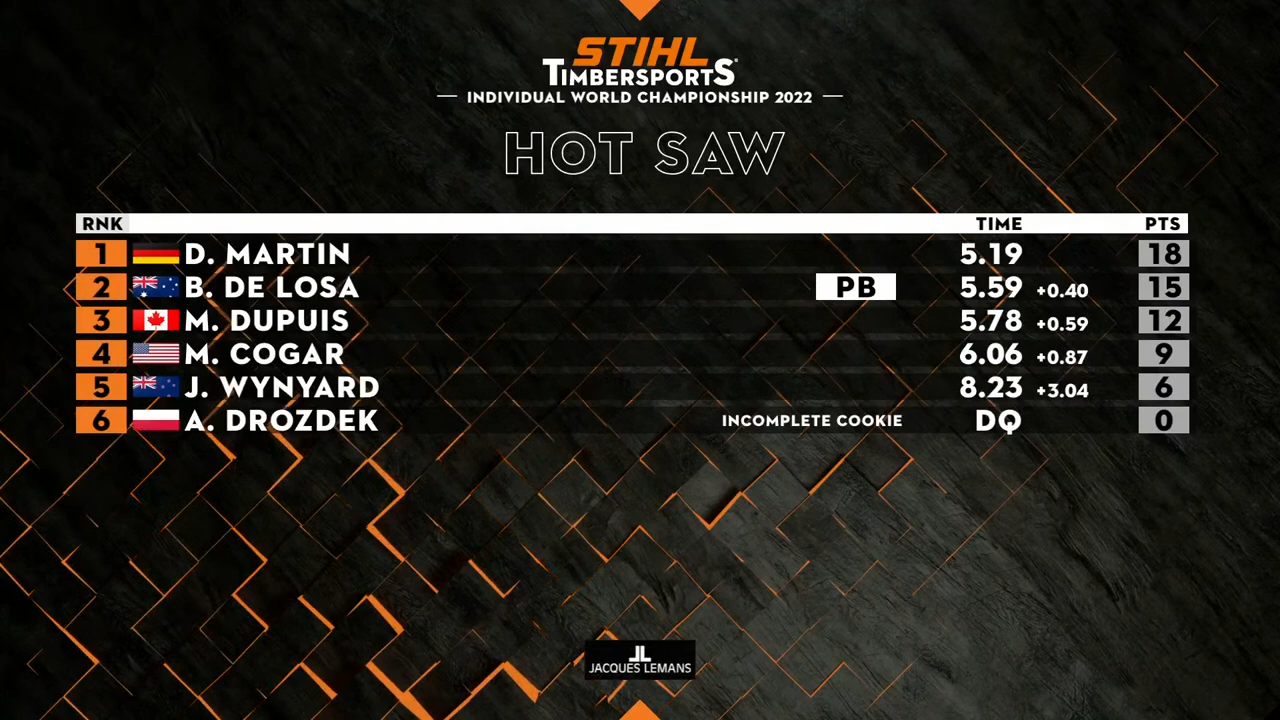 STIHL
TIMBERSPORTS®
INDIVIDUAL WORLD CHAMPIONSHIP 2022
HOT SAW
RNK TIME PTS
1 D. MARTIN 5.19 18
2 B. DE LOSA PB 5.59 +0.40 15
3 M. DUPUIS 5.78 +0.59 12
4 M. COGAR 6.06 +0.87 9
5 J. WYNYARD 8.23 +3.04 6
6 A. DROZDEK INCOMPLETE COOKIE DQ 0
JL
JACQUES LEMANS